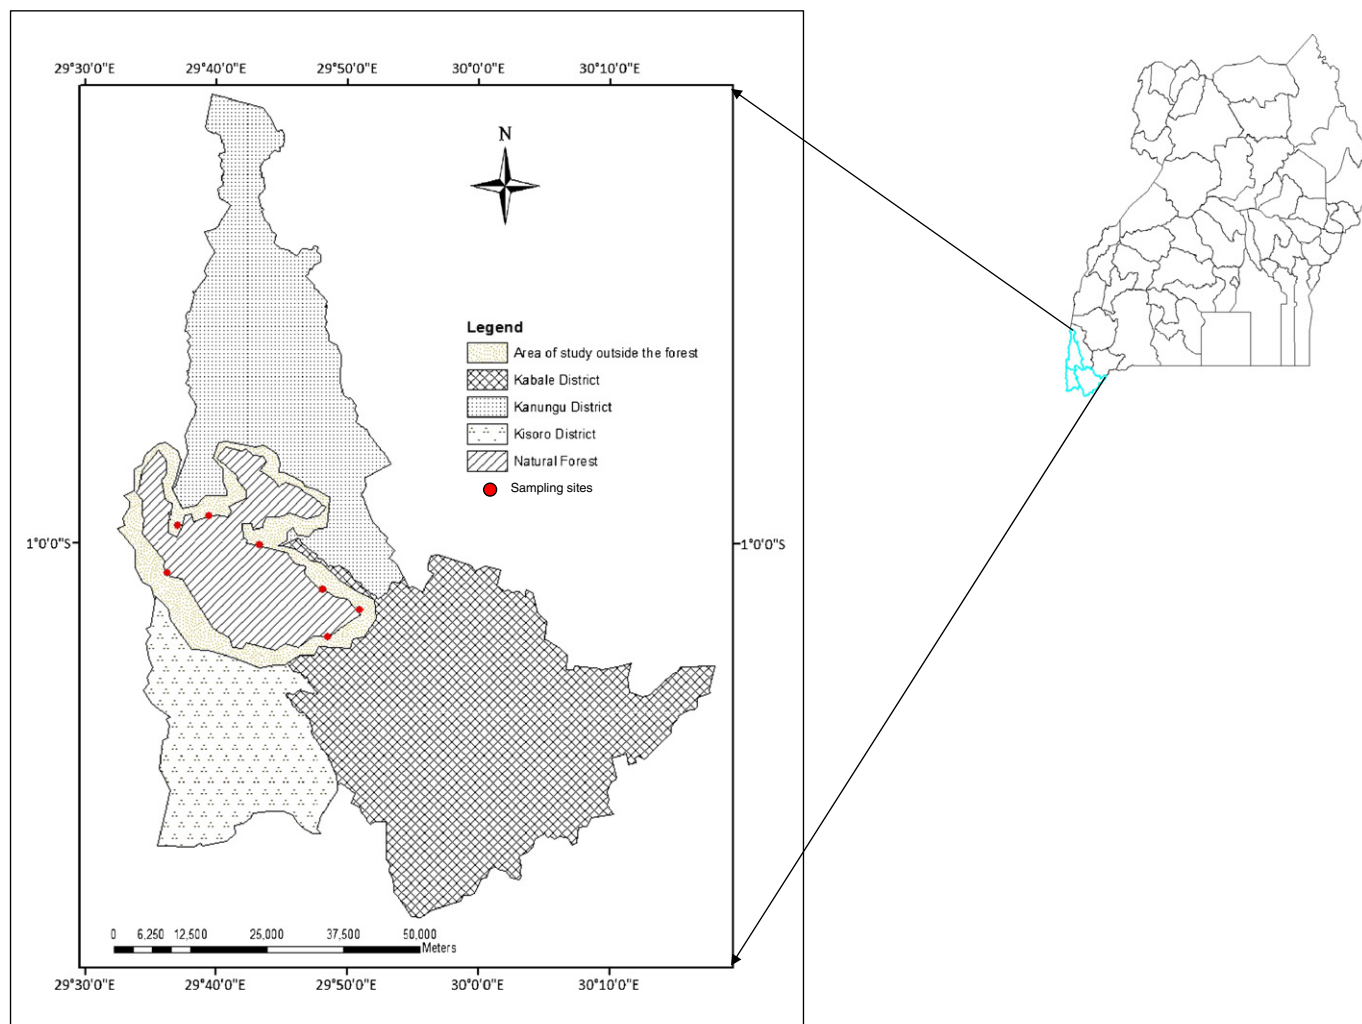 29°30'0"E 29°40'0"E 29°50'0"E 30°0'0"E 30°10'0"E
N
Legend
Area of study outside the forest
Kabale District
Kanungu District
Kisoro District
Natural Forest
Sampling sites
1°0'0"S 1°0'0"S
0 6,250 12,500 25,000 37,500 50,000
Meters
29°30'0"E 29°40'0"E 29°50'0"E 30°0'0"E 30°10'0"E